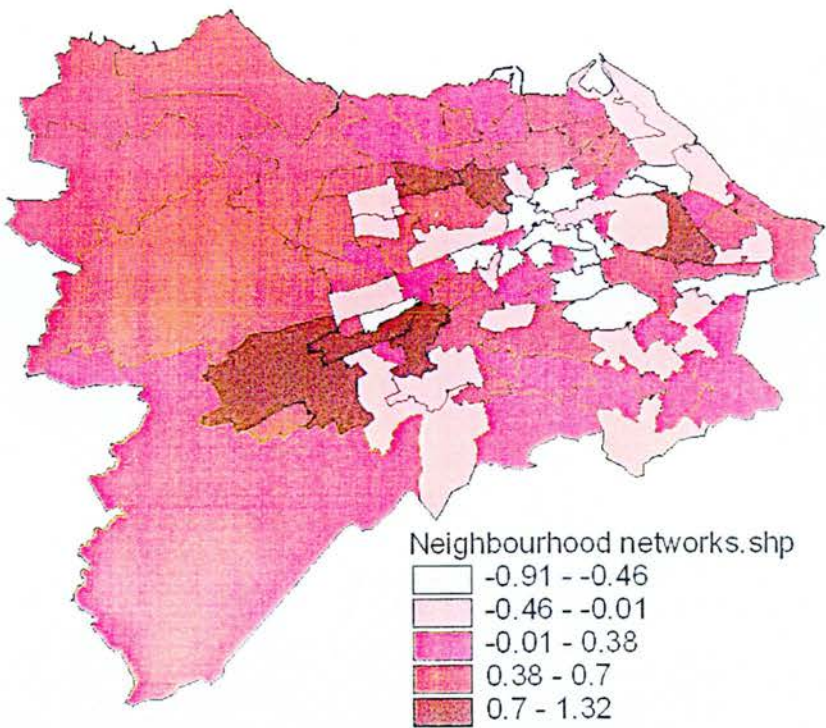 Neighbourhood networks.shp
-0.91 - -0.46
-0.46 - -0.01
-0.01 - 0.38
0.38 - 0.7
0.7 - 1.32